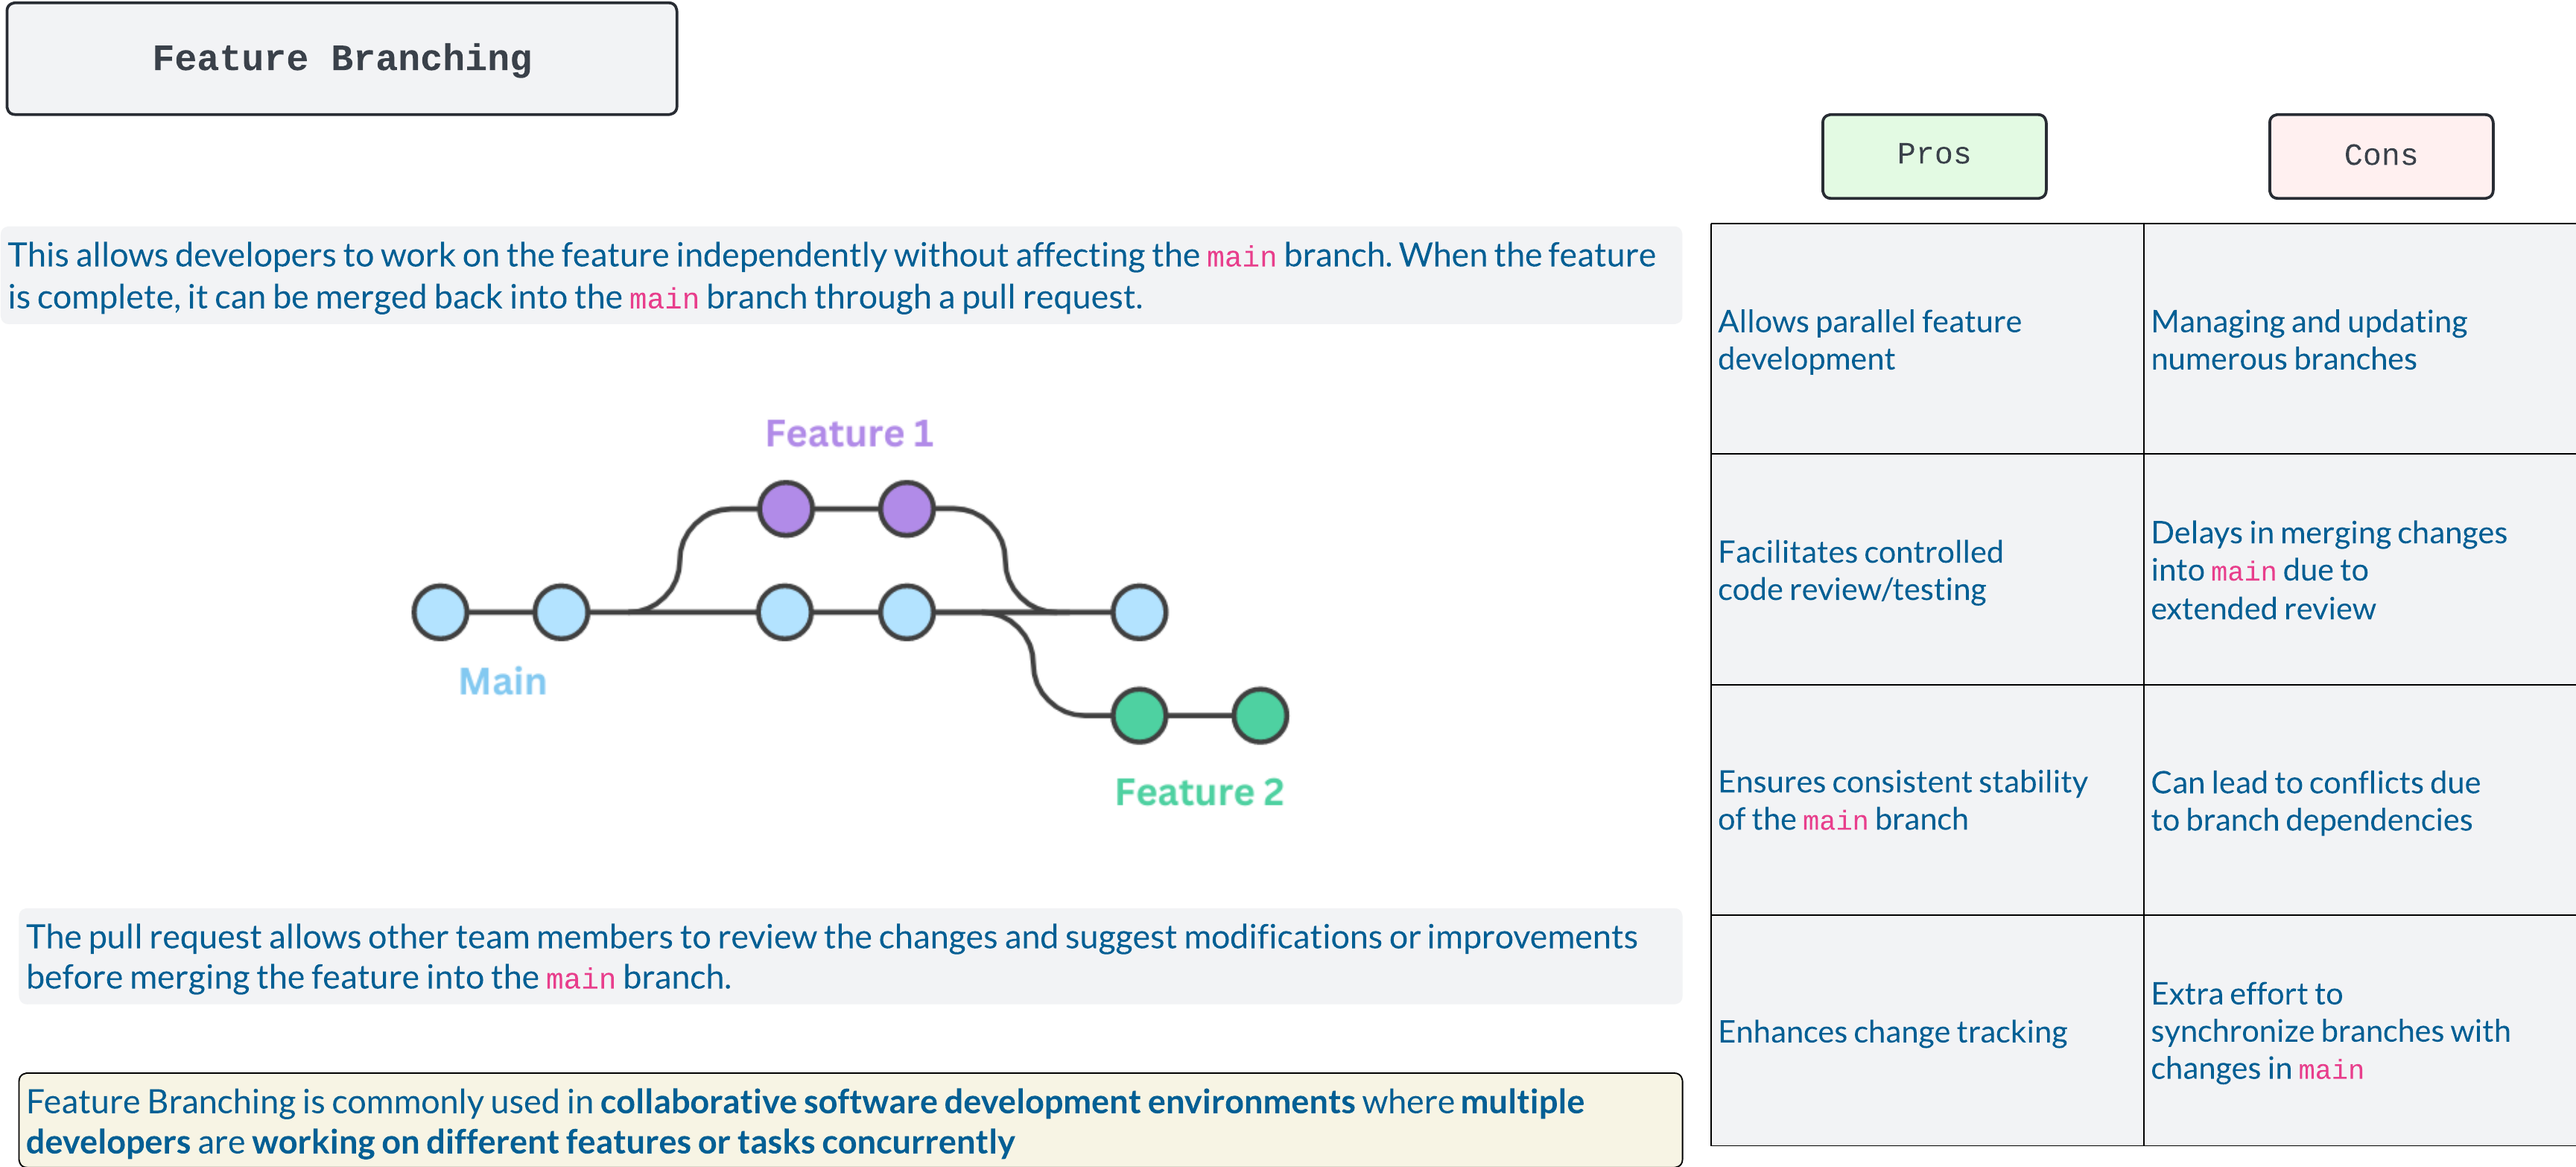 Feature Branching
This allows developers to work on the feature independently without affecting the main branch. When the feature
is complete, it can be merged back into the main branch through a pull request.
Feature 1
Main
Feature 2
The pull request allows other team members to review the changes and suggest modifications or improvements
before merging the feature into the main branch.
Feature Branching is commonly used in collaborative software development environments where multiple
developers are working on different features or tasks concurrently
Pros
Cons
Allows parallel feature
development
Managing and updating
numerous branches
Facilitates controlled
code review/testing
Delays in merging changes
into main due to
extended review
Ensures consistent stability
of the main branch
Can lead to conflicts due
to branch dependencies
Enhances change tracking
Extra effort to
synchronize branches with
changes in main